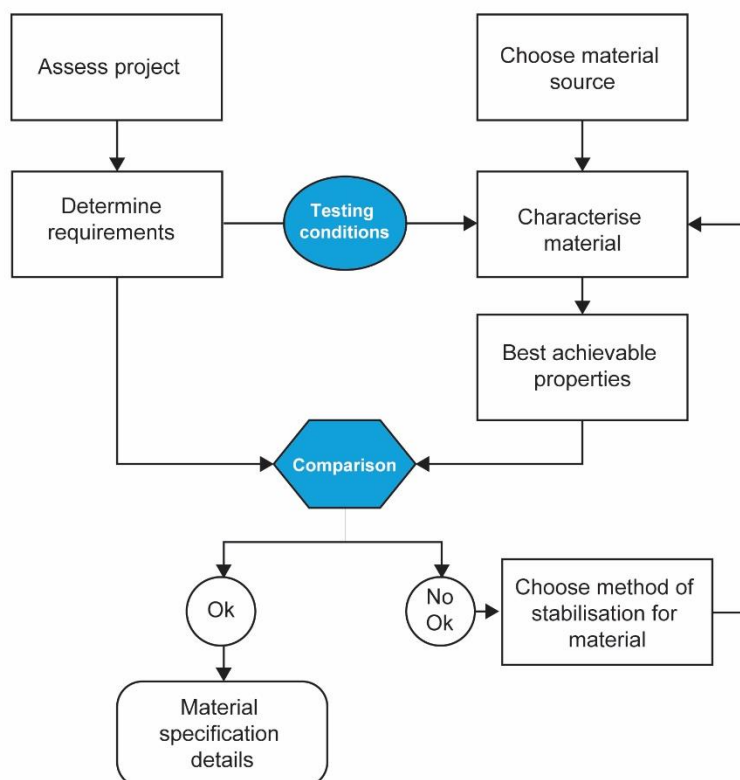 Assess project
Choose material
source
Determine
requirements
Testing
conditions
Characterise
material
Best achievable
properties
Comparison
Ok
No
Ok
Choose method of
stabilisation for
material
Material
specification
details